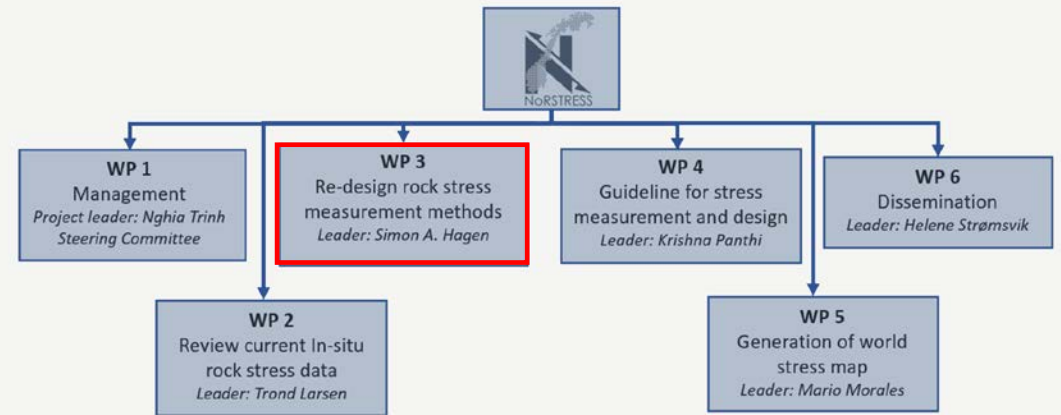 NORSTRESS
WP 1
Management
Project leader: Nghia Trinh
Steering Committee
WP 3
Re-design rock stress
measurement methods
Leader: Simon A. Hagen
WP 4
Guideline for stress
measurement and design
Leader: Krishna Panthi
WP 6
Dissemination
Leader: Helene Strømsvik
WP 2
Review current In-situ
rock stress data
Leader: Trond Larsen
WP 5
Generation of world
stress map
Leader: Mario Morales